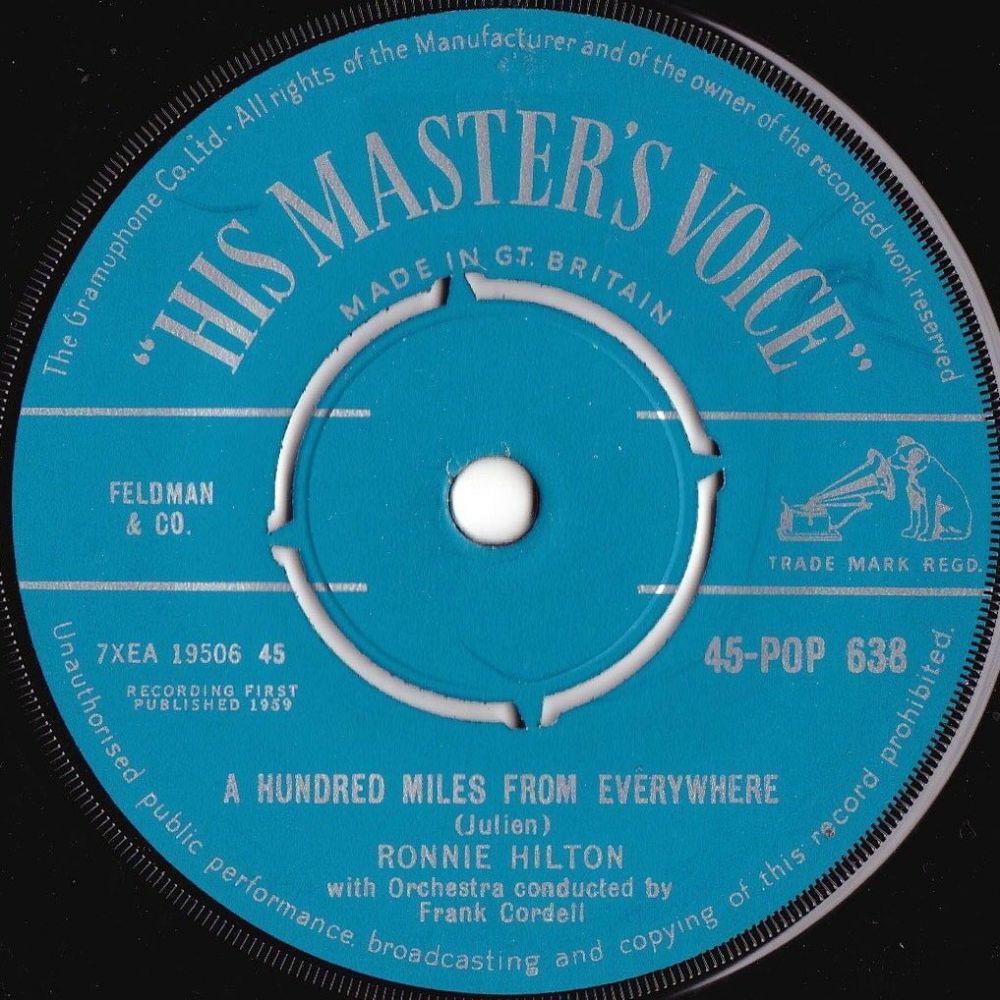 The Gramophone Co., Ltd. · All rights of the Manufacturer and of the owner of the recorded work reserved
"HIS MASTER'S VOICE"
MADE IN GT. BRITAIN
FELDMAN
& CO.
TRADE MARK REGD.
7XEA 19506 45
45-POP 638
RECORDING FIRST
PUBLISHED 1959
A HUNDRED MILES FROM EVERYWHERE
(Julien)
RONNIE HILTON
with Orchestra conducted by
Frank Cordell
Unauthorised public performance. broadcasting and copying of this record prohibited.